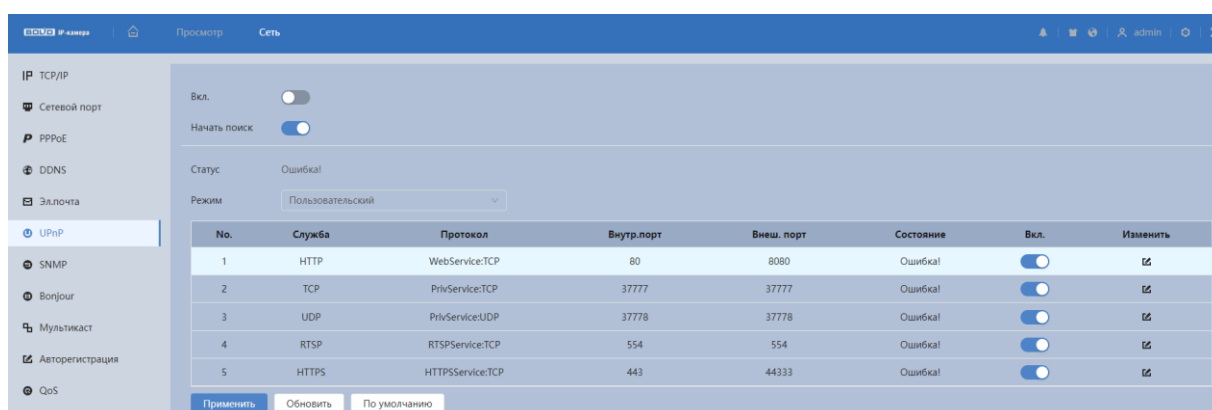 BOLID IP-камера Просмотр Сеть admin
IP TCP/IP
Сетевой порт
PPPoE
DDNS
Эл.почта
UPnP
SNMP
Bonjour
Мультикаст
Авторегистрация
QoS
Вкл.
Начать поиск
Статус Ошибка!
Режим Пользовательский
No. Служба Протокол Внутр.порт Внеш. порт Состояние Вкл. Изменить
1 HTTP WebService:TCP 80 8080 Ошибка!
2 TCP PrivService:TCP 37777 37777 Ошибка!
3 UDP PrivService:UDP 37778 37778 Ошибка!
4 RTSP RTSPService:TCP 554 554 Ошибка!
5 HTTPS HTTPSService:TCP 443 44333 Ошибка!
Применить Обновить По умолчанию